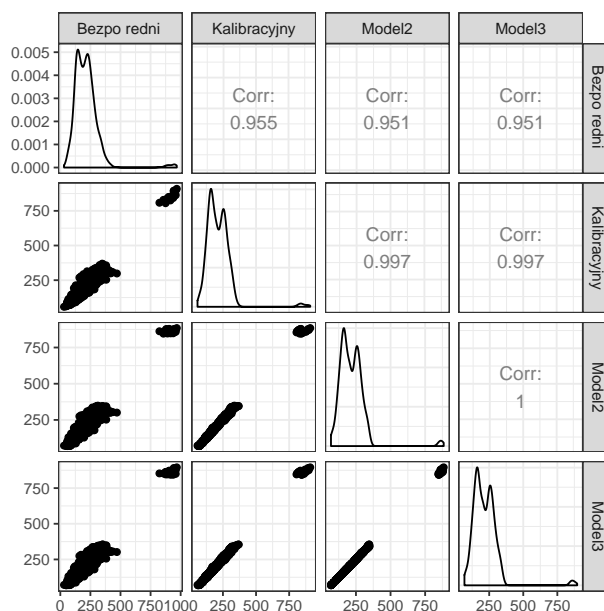 Bezpo redni
Kalibracyjny
Model2
Model3
0.005
0.004
0.003
0.002
0.001
0.000
Corr:
0.955
Corr:
0.951
Corr:
0.951
Bezpo redni
750
500
250
Corr:
0.997
Corr:
0.997
Kalibracyjny
750
500
250
Corr:
1
Model2
750
500
250
Model3
0 250 500 7501000
250 500 750
250 500 750
250 500 750